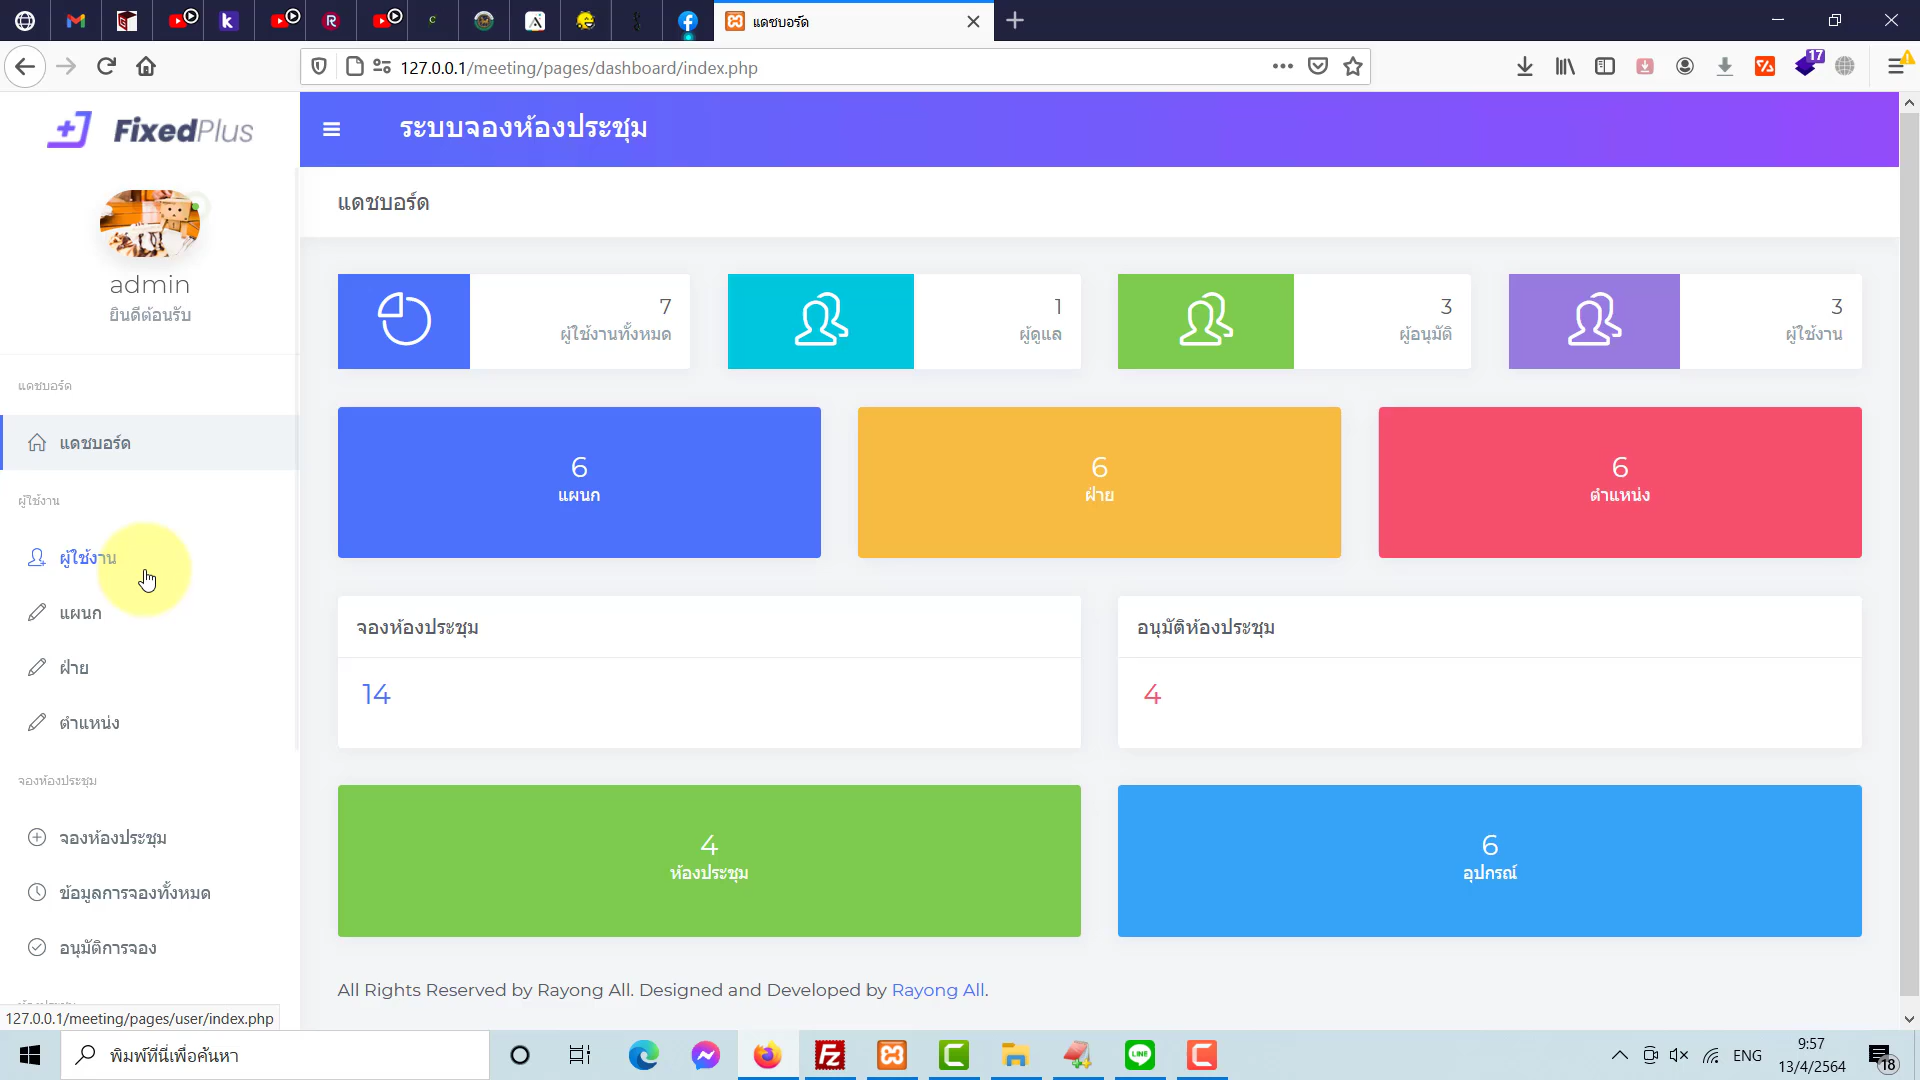 แดชบอร์ด
127.0.0.1/meeting/pages/dashboard/index.php
17
FixedPlus
ระบบจองห้องประชุม
admin
ยินดีต้อนรับ
แดชบอร์ด
แดชบอร์ด
แดชบอร์ด
ผู้ใช้งาน
ผู้ใช้งาน
แผนก
ฝ่าย
ตำแหน่ง
จองห้องประชุม
จองห้องประชุม
ข้อมูลการจองทั้งหมด
อนุมัติการจอง
7
ผู้ใช้งานทั้งหมด
1
ผู้ดูแล
3
ผู้อนุมัติ
3
ผู้ใช้งาน
6
แผนก
6
ฝ่าย
6
ตำแหน่ง
จองห้องประชุม
14
อนุมัติห้องประชุม
4
4
ห้องประชุม
6
อุปกรณ์
All Rights Reserved by Rayong All. Designed and Developed by Rayong All.
127.0.0.1/meeting/pages/user/index.php
พิมพ์ที่นี่เพื่อค้นหา
ENG
9:57
13/4/2564
18